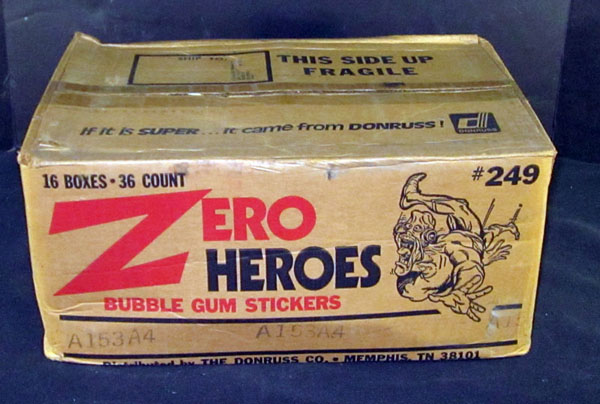 SHIP TO:
THIS SIDE UP
FRAGILE
If it is SUPER... it came from DONRUSS!
DONRUSS
16 BOXES • 36 COUNT
#249
ZERO
HEROES
BUBBLE GUM STICKERS
A153A4 A153A4
Distributed by THE DONRUSS CO. • MEMPHIS, TN 38101